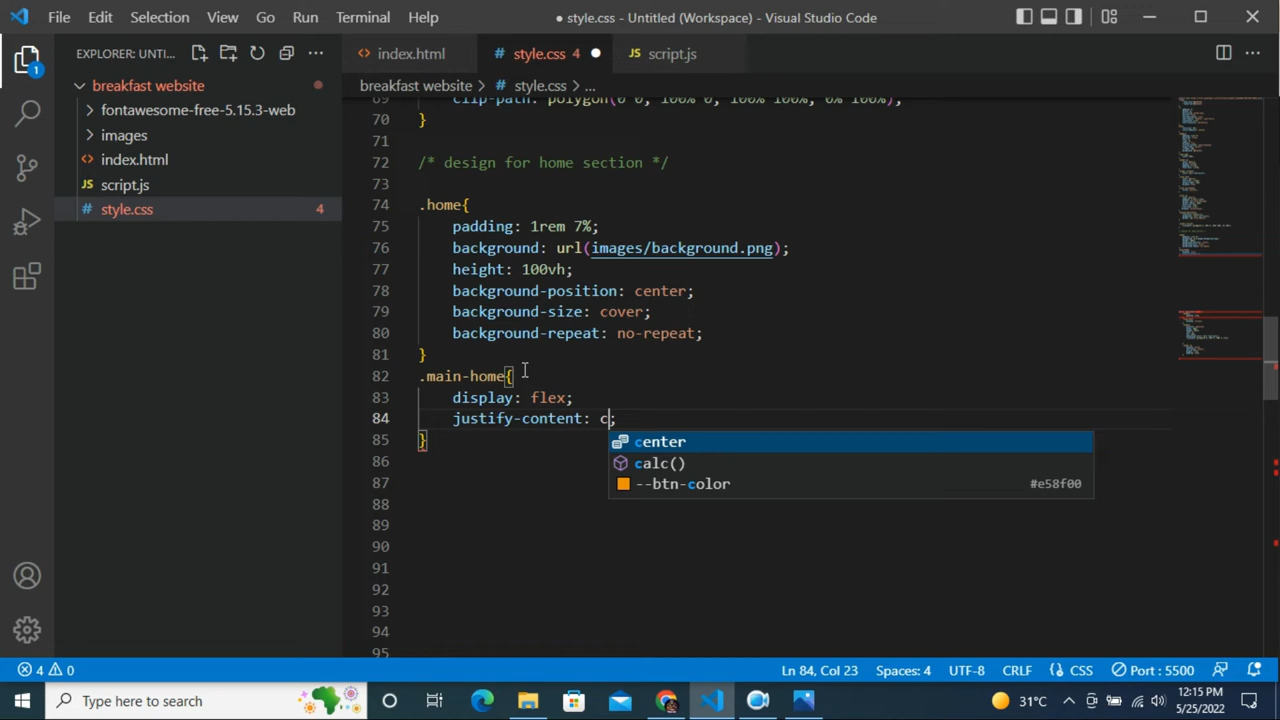 File Edit Selection View Go Run Terminal Help
● style.css - Untitled (Workspace) - Visual Studio Code
EXPLORER: UNTI...
index.html
# style.css 4 ●
JS script.js
breakfast website
fontawesome-free-5.15.3-web
images
index.html
JS script.js
# style.css 4
1
breakfast website > # style.css > ...
69 clip-path: polygon(0 0, 100% 0, 100% 100%, 0% 100%);
70 }
71
72 /* design for home section */
73
74 .home{
75 padding: 1rem 7%;
76 background: url(images/background.png);
77 height: 100vh;
78 background-position: center;
79 background-size: cover;
80 background-repeat: no-repeat;
81 }
82 .main-home{
83 display: flex;
84 justify-content: c;
85 }
86
87
88
89
90
91
92
93
94
95
center
calc()
--btn-color #e58f00
4 0
Ln 84, Col 23 Spaces: 4 UTF-8 CRLF {} CSS Port : 5500
Type here to search
31°C
12:15 PM
5/25/2022